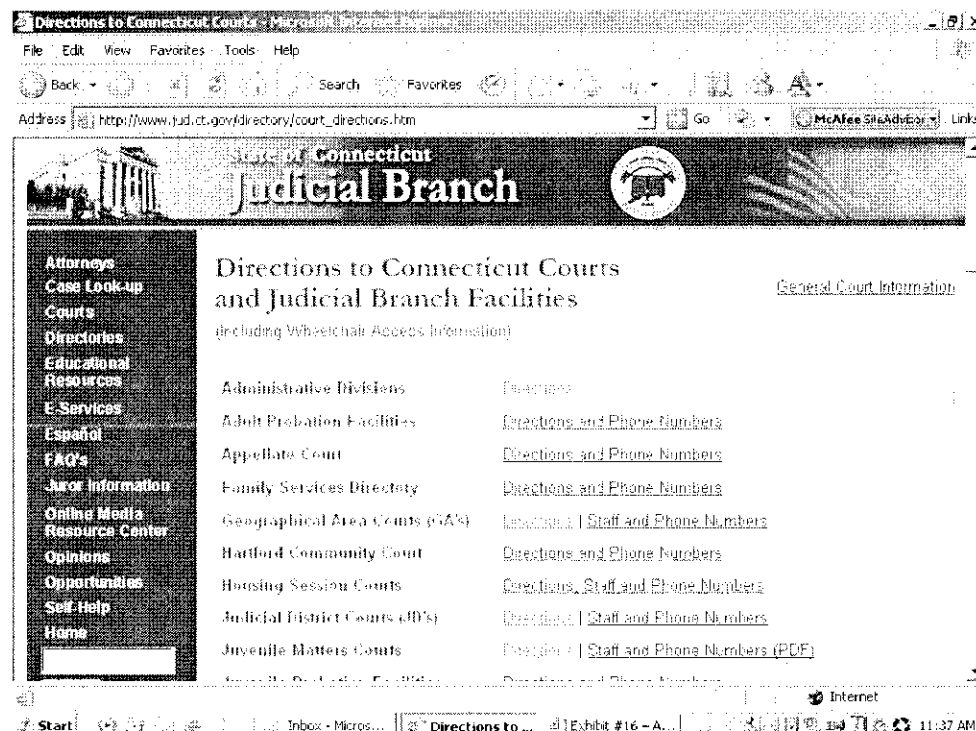 Directions to Connecticut Courts - Microsoft Internet Explorer
File Edit View Favorites Tools Help
Back Search Favorites
Address http://www.jud.ct.gov/directory/court_directions.htm Go McAfee SiteAdvisor Links
State of Connecticut
Judicial Branch
Attorneys
Case Look-up
Courts
Directories
Educational
Resources
E-Services
Español
FAQ's
Juror Information
Online Media
Resource Center
Opinions
Opportunities
Self-Help
Home
Directions to Connecticut Courts
and Judicial Branch Facilities
General Court Information
(including Wheelchair Access Information)
Administrative Divisions Directions
Adult Probation Facilities Directions and Phone Numbers
Appellate Court Directions and Phone Numbers
Family Services Directory Directions and Phone Numbers
Geographical Area Courts (GA's) Directions | Staff and Phone Numbers
Hartford Community Court Directions and Phone Numbers
Housing Session Courts Directions, Staff and Phone Numbers
Judicial District Courts (JD's) Directions | Staff and Phone Numbers
Juvenile Matters Courts Directions | Staff and Phone Numbers (PDF)
Internet
Start Inbox - Micros... Directions to ... Exhibit #16 - A... 11:37 AM